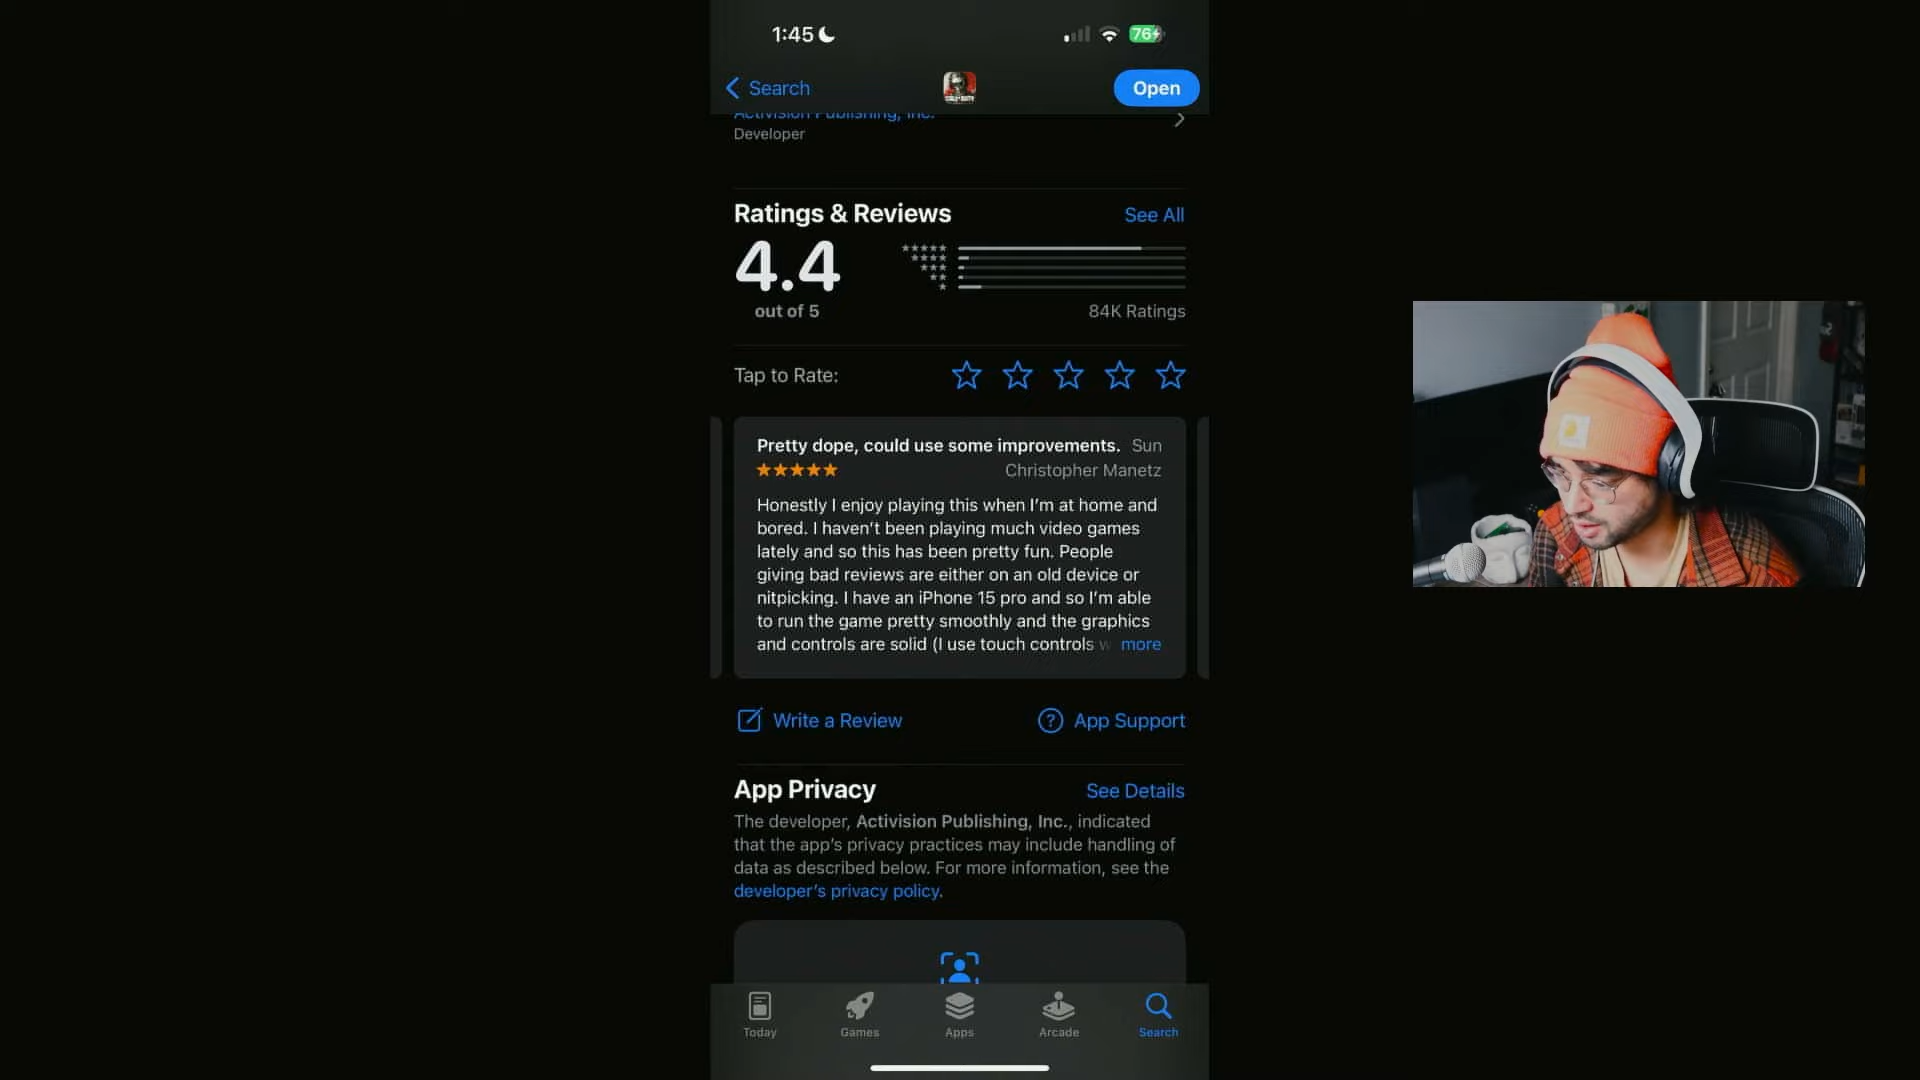 1:45
76
Search
Open
Activision Publishing, Inc.
Developer
Ratings & Reviews
See All
4.4
out of 5
84K Ratings
Tap to Rate:
Pretty dope, could use some improvements. Sun
Christopher Manetz
Honestly I enjoy playing this when I'm at home and
bored. I haven't been playing much video games
lately and so this has been pretty fun. People
giving bad reviews are either on an old device or
nitpicking. I have an iPhone 15 pro and so I'm able
to run the game pretty smoothly and the graphics
and controls are solid (I use touch controls w more
Write a Review
App Support
App Privacy
See Details
The developer, Activision Publishing, Inc., indicated
that the app's privacy practices may include handling of
data as described below. For more information, see the
developer's privacy policy.
Today
Games
Apps
Arcade
Search